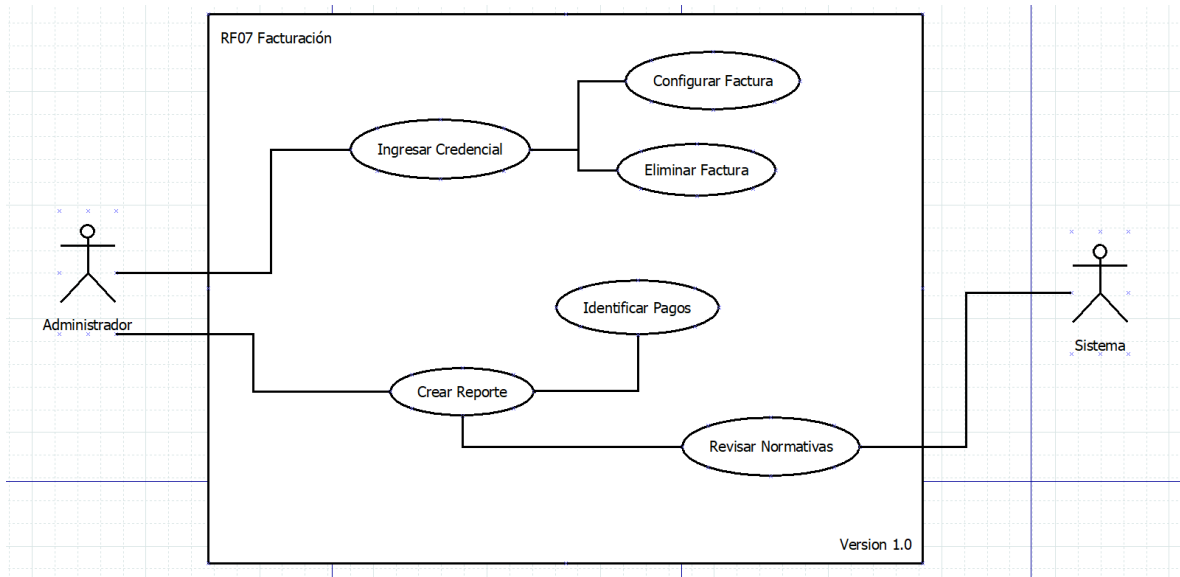 RF07 Facturación
Configurar Factura
Ingresar Credencial
Eliminar Factura
Identificar Pagos
Administrador
Sistema
Crear Reporte
Revisar Normativas
Version 1.0